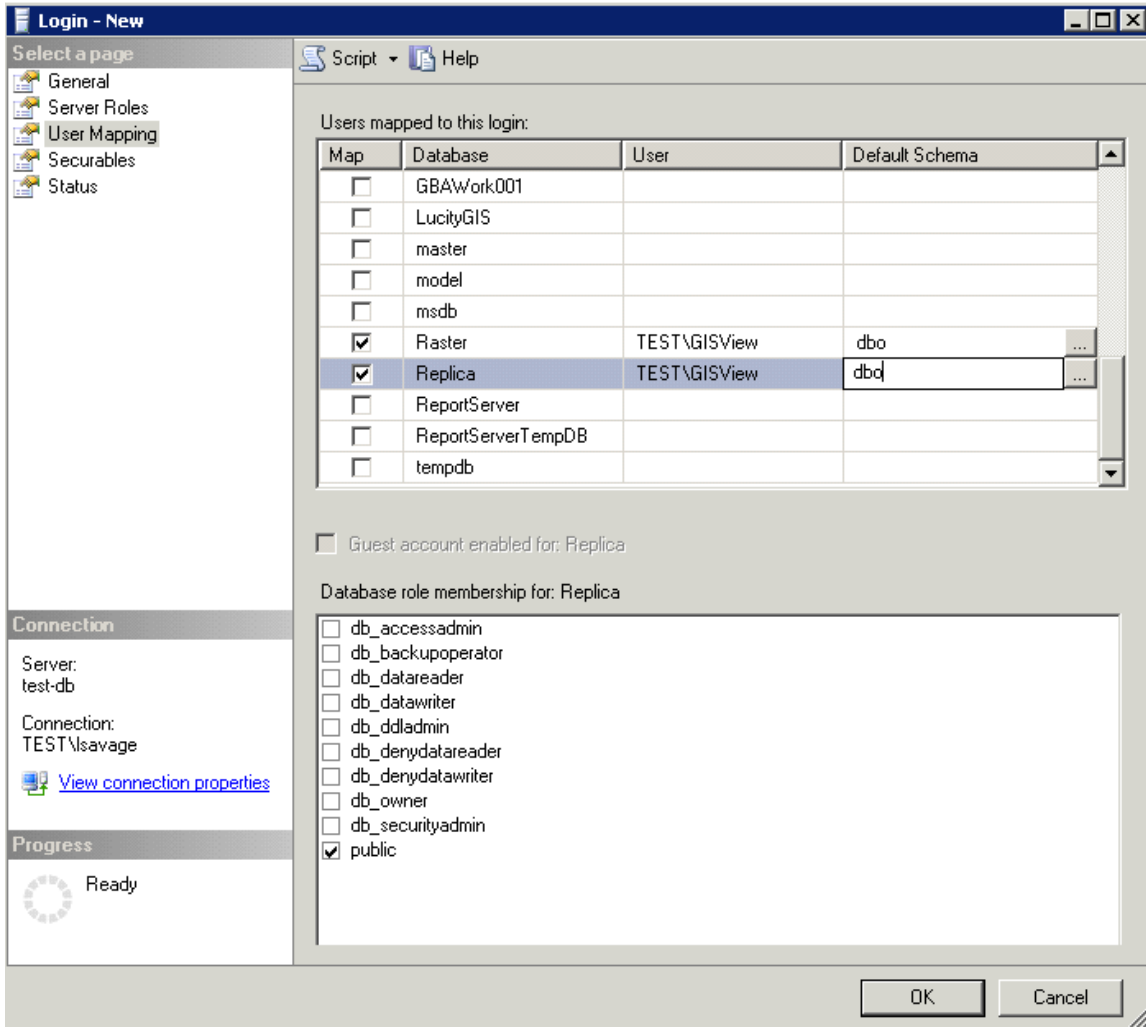 Login - New
Select a page
General
Server Roles
User Mapping
Securables
Status
Script Help
Users mapped to this login:
Map Database User Default Schema
GBAWork001
LucityGIS
master
model
msdb
Raster TEST\GISView dbo ...
Replica TEST\GISView dbo ...
ReportServer
ReportServerTempDB
tempdb
Guest account enabled for: Replica
Database role membership for: Replica
db_accessadmin
db_backupoperator
db_datareader
db_datawriter
db_ddladmin
db_denydatareader
db_denydatawriter
db_owner
db_securityadmin
public
Connection
Server:
test-db
Connection:
TEST\lsavage
View connection properties
Progress
Ready
OK Cancel